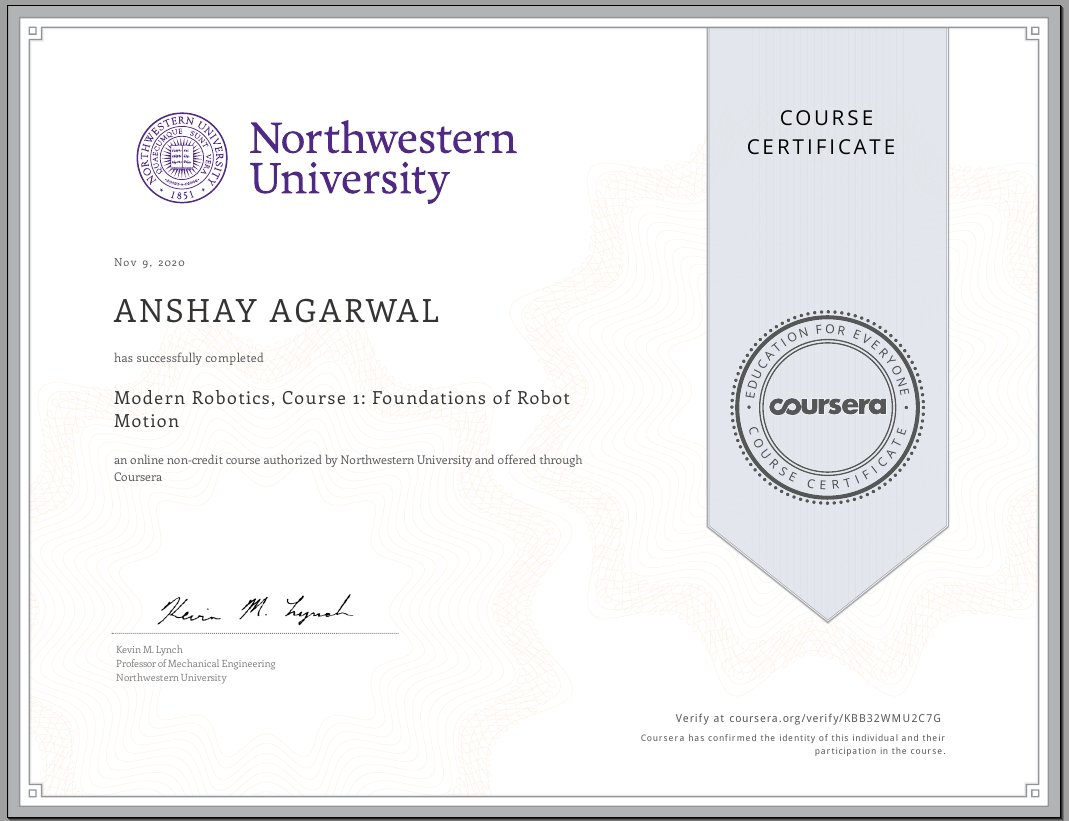 NORTHWESTERN UNIVERSITY
QUAECUMQUE SUNT VERA
1851
Northwestern
University
COURSE
CERTIFICATE
Nov 9, 2020
ANSHAY AGARWAL
has successfully completed
Modern Robotics, Course 1: Foundations of Robot
Motion
an online non-credit course authorized by Northwestern University and offered through
Coursera
EDUCATION FOR EVERYONE
coursera
COURSE CERTIFICATE
Kevin M. Lynch
Kevin M. Lynch
Professor of Mechanical Engineering
Northwestern University
Verify at coursera.org/verify/KBB32WMU2C7G
Coursera has confirmed the identity of this individual and their
participation in the course.